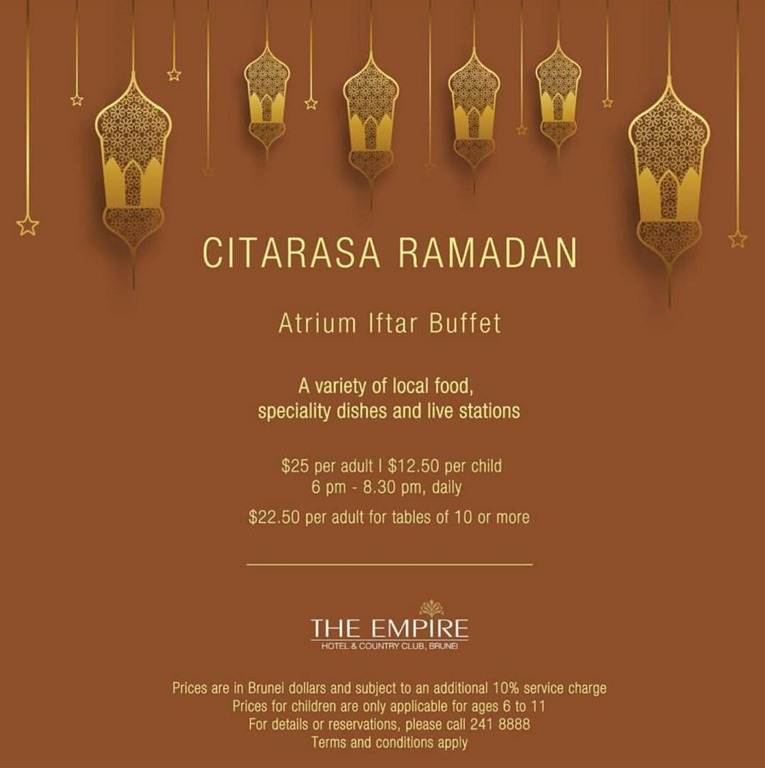 CITARASA RAMADAN
Atrium Iftar Buffet
A variety of local food,
speciality dishes and live stations
$25 per adult | $12.50 per child
6 pm - 8.30 pm, daily
$22.50 per adult for tables of 10 or more
THE EMPIRE
HOTEL & COUNTRY CLUB, BRUNEI
Prices are in Brunei dollars and subject to an additional 10% service charge
Prices for children are only applicable for ages 6 to 11
For details or reservations, please call 241 8888
Terms and conditions apply